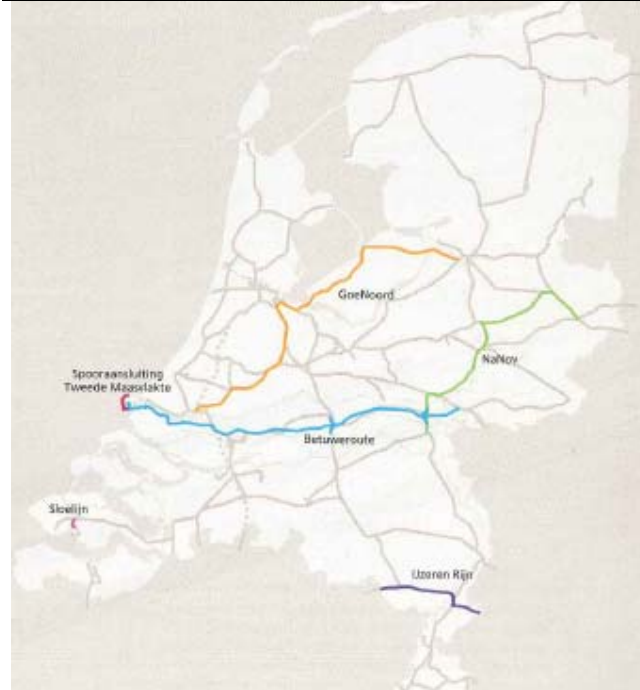 GoeNoord
NaNov
Spooraansluiting
Tweede Maasvlakte
Betuweroute
Sloelijn
IJzeren Rijn